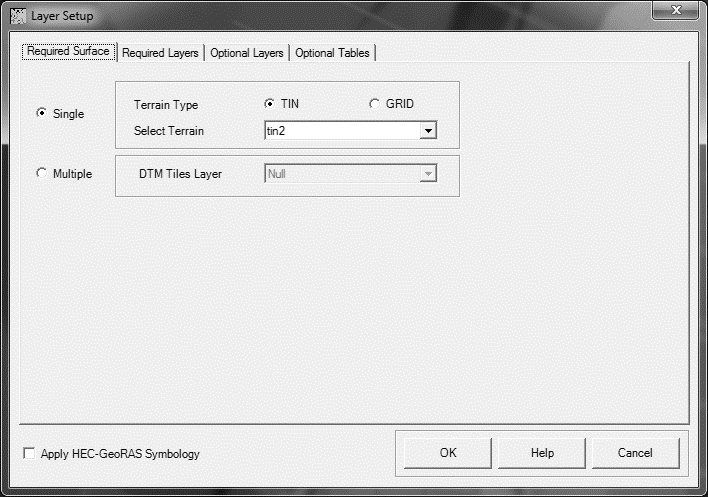 Layer Setup
Required Surface Required Layers Optional Layers Optional Tables
Single
Terrain Type TIN GRID
Select Terrain tin2
Multiple DTM Tiles Layer Null
Apply HEC-GeoRAS Symbology OK Help Cancel